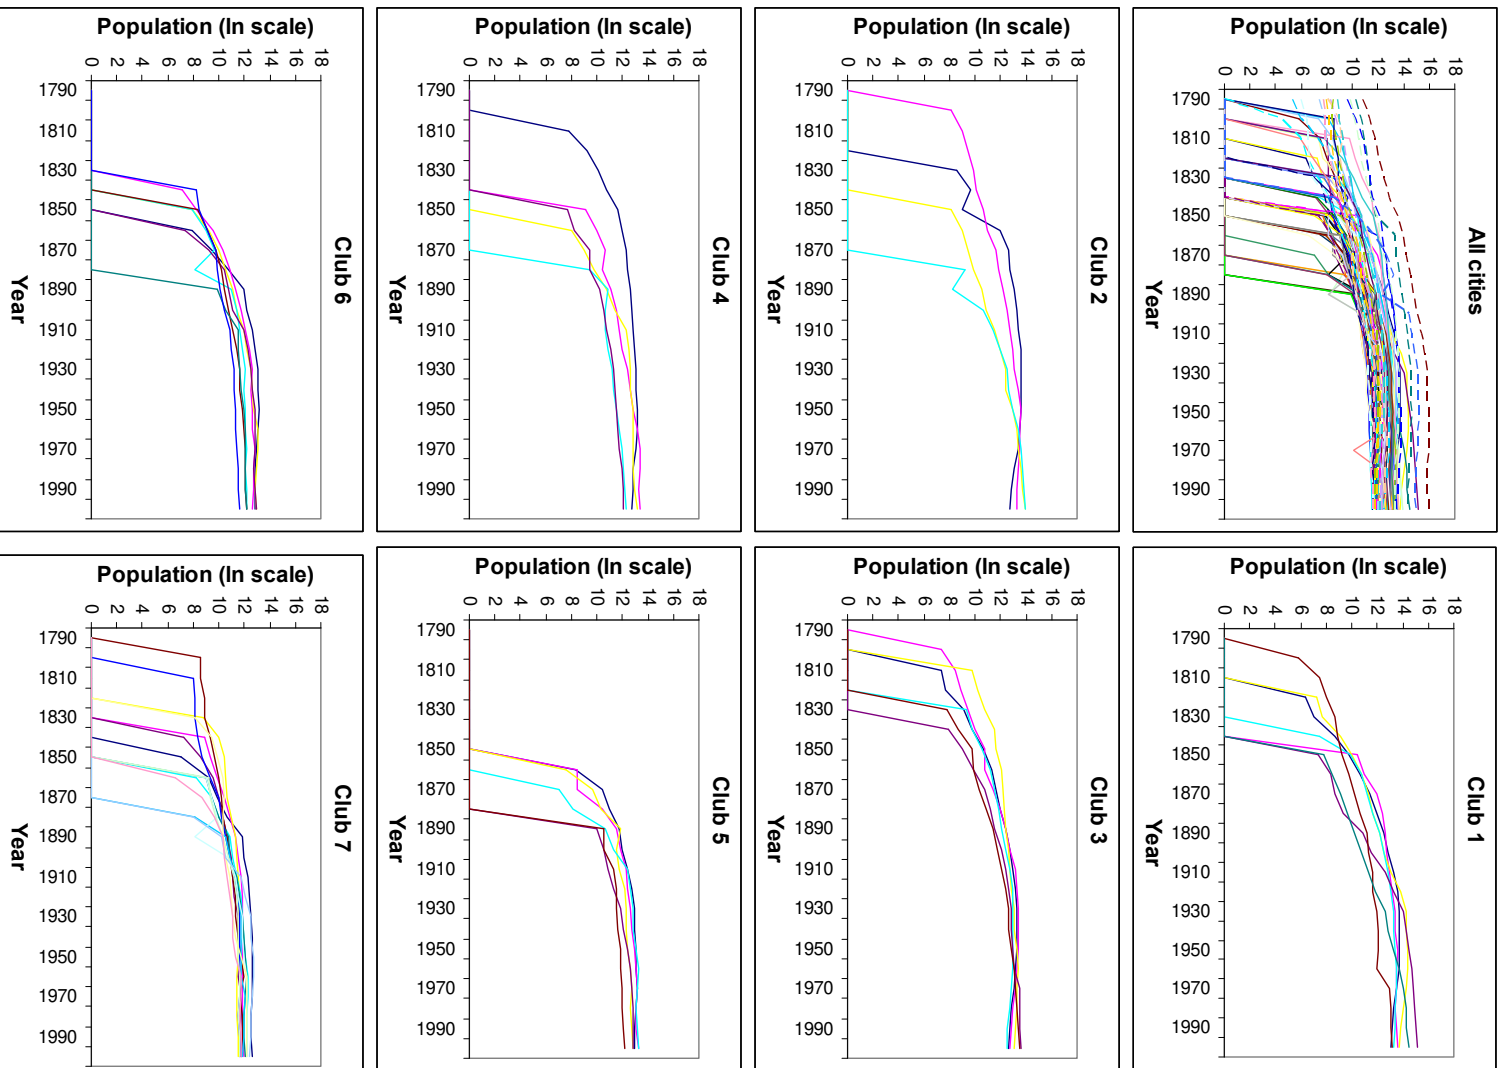 All cities
Population (ln scale)
0 2 4 6 8 10 12 14 16 18
1790 1810 1830 1850 1870 1890 1910 1930 1950 1970 1990
Year
Club 1
Population (ln scale)
0 2 4 6 8 10 12 14 16 18
1790 1810 1830 1850 1870 1890 1910 1930 1950 1970 1990
Year
Club 2
Population (ln scale)
0 2 4 6 8 10 12 14 16 18
1790 1810 1830 1850 1870 1890 1910 1930 1950 1970 1990
Year
Club 3
Population (ln scale)
0 2 4 6 8 10 12 14 16 18
1790 1810 1830 1850 1870 1890 1910 1930 1950 1970 1990
Year
Club 4
Population (ln scale)
0 2 4 6 8 10 12 14 16 18
1790 1810 1830 1850 1870 1890 1910 1930 1950 1970 1990
Year
Club 5
Population (ln scale)
0 2 4 6 8 10 12 14 16 18
1790 1810 1830 1850 1870 1890 1910 1930 1950 1970 1990
Year
Club 6
Population (ln scale)
0 2 4 6 8 10 12 14 16 18
1790 1810 1830 1850 1870 1890 1910 1930 1950 1970 1990
Year
Club 7
Population (ln scale)
0 2 4 6 8 10 12 14 16 18
1790 1810 1830 1850 1870 1890 1910 1930 1950 1970 1990
Year